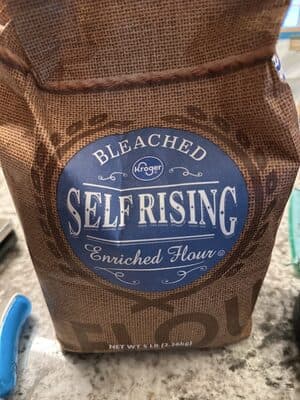 BLEACHED
Kroger
SELF RISING
Enriched Flour
FLOU
NET WT 5 LB (2.26kg)